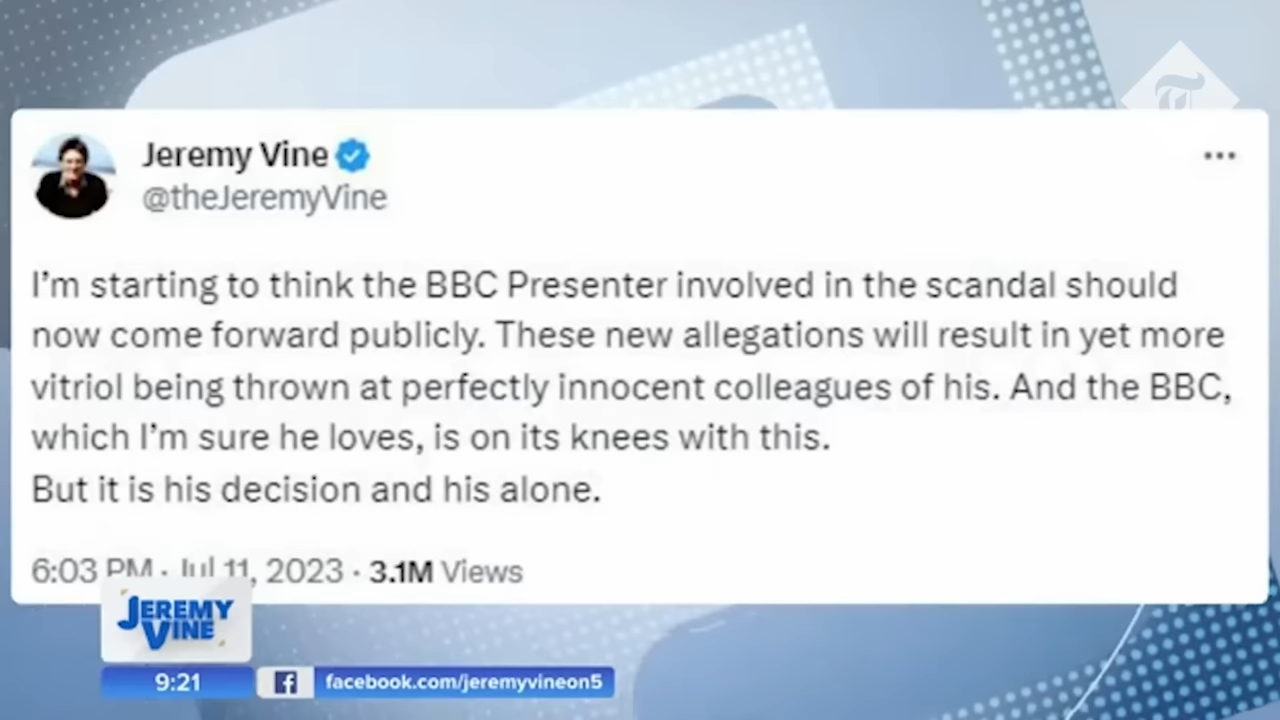 Jeremy Vine
@theJeremyVine
I'm starting to think the BBC Presenter involved in the scandal should
now come forward publicly. These new allegations will result in yet more
vitriol being thrown at perfectly innocent colleagues of his. And the BBC,
which I'm sure he loves, is on its knees with this.
But it is his decision and his alone.
6:03 PM · Jul 11, 2023 · 3.1M Views
JEREMY
VINE
9:21
facebook.com/jeremyvineon5